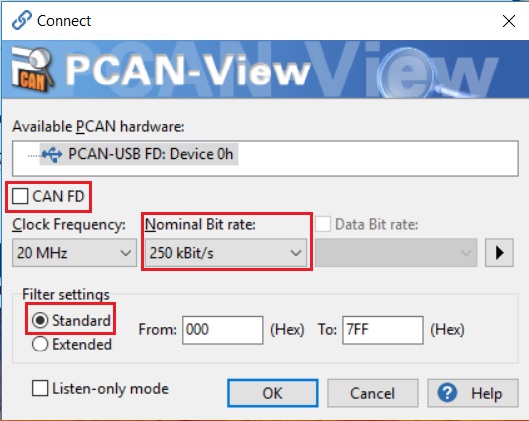 Connect
CAN
PCAN-View
View
Available PCAN hardware:
PCAN-USB FD: Device 0h
CAN FD
Clock Frequency: Nominal Bit rate: Data Bit rate:
20 MHz 250 kBit/s
Filter settings
Standard
From: 000 (Hex) To: 7FF (Hex)
Extended
Listen-only mode OK Cancel ? Help